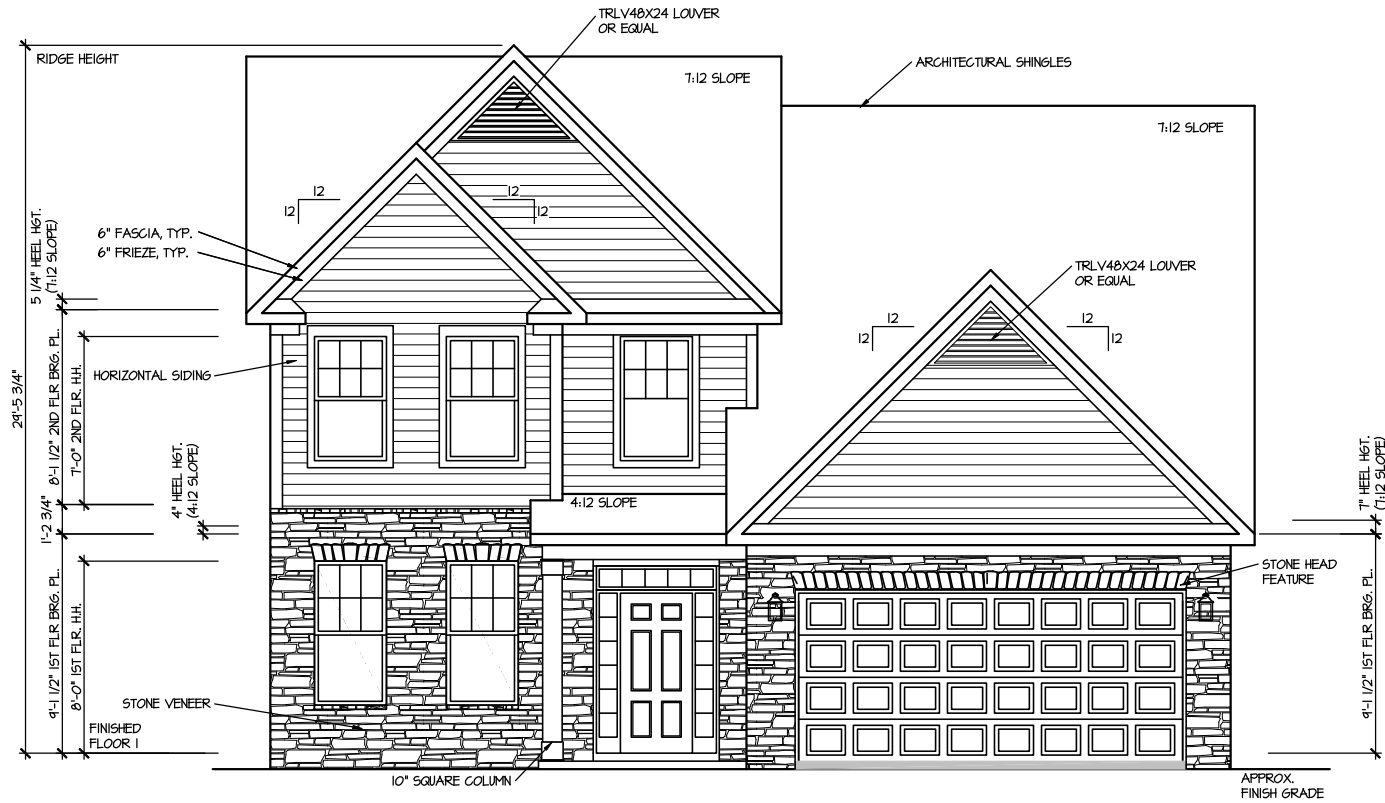 TRLV48X24 LOUVER
OR EQUAL
RIDGE HEIGHT
7:12 SLOPE
ARCHITECTURAL SHINGLES
7:12 SLOPE
12
12
12
12
5 1/4" HEEL HGT.
(7:12 SLOPE)
6" FASCIA, TYP.
6" FRIEZE, TYP.
TRLV48X24 LOUVER
OR EQUAL
12
12
12
12
29'-5 3/4"
8'-1 1/2" 2ND FLR BRG. PL.
7'-0" 2ND FLR. H.H.
HORIZONTAL SIDING
4" HEEL HGT.
(4:12 SLOPE)
4:12 SLOPE
7" HEEL HGT.
(7:12 SLOPE)
1'-2 3/4"
9'-1 1/2" 1ST FLR BRG. PL.
8'-0" 1ST FLR. H.H.
STONE HEAD
FEATURE
9'-1 1/2" 1ST FLR BRG. PL.
STONE VENEER
FINISHED
FLOOR 1
10" SQUARE COLUMN
APPROX.
FINISH GRADE